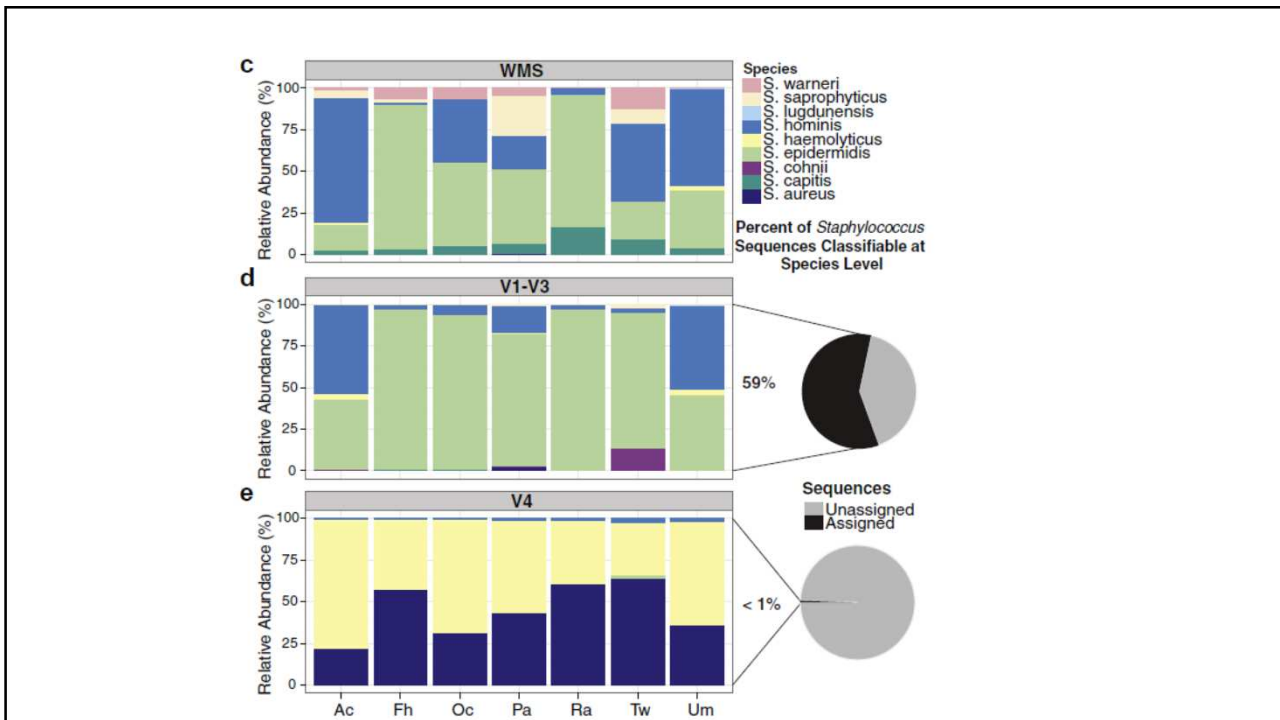 c
WMS
Relative Abundance (%)
100
75
50
25
0
Species
S. warneri
S. saprophyticus
S. lugdunensis
S. hominis
S. haemolyticus
S. epidermidis
S. cohnii
S. capitis
S. aureus
Percent of Staphylococcus
Sequences Classifiable at
Species Level
d
V1-V3
Relative Abundance (%)
100
75
50
25
0
59%
e
V4
Relative Abundance (%)
100
75
50
25
0
Sequences
Unassigned
Assigned
< 1%
Ac Fh Oc Pa Ra Tw Um